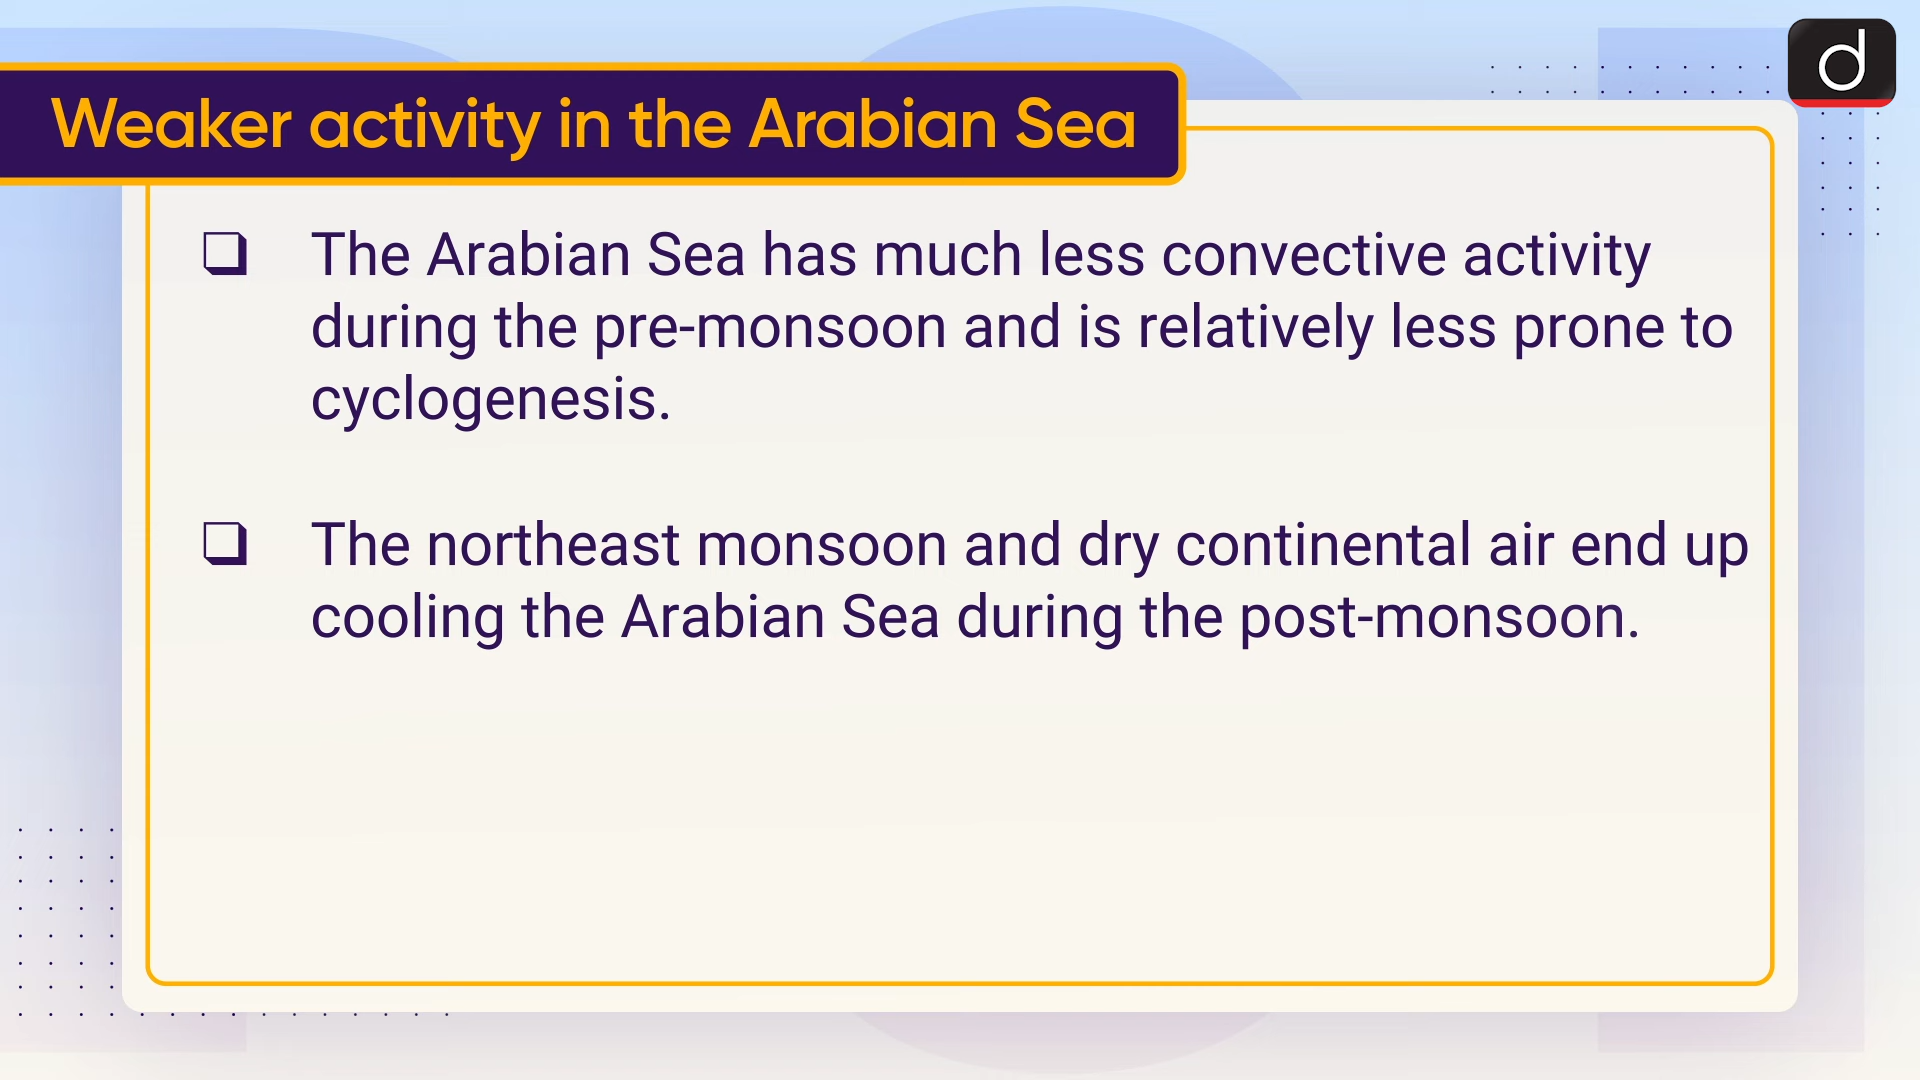 Weaker activity in the Arabian Sea
d
❑ The Arabian Sea has much less convective activity
during the pre-monsoon and is relatively less prone to
cyclogenesis.
❑ The northeast monsoon and dry continental air end up
cooling the Arabian Sea during the post-monsoon.